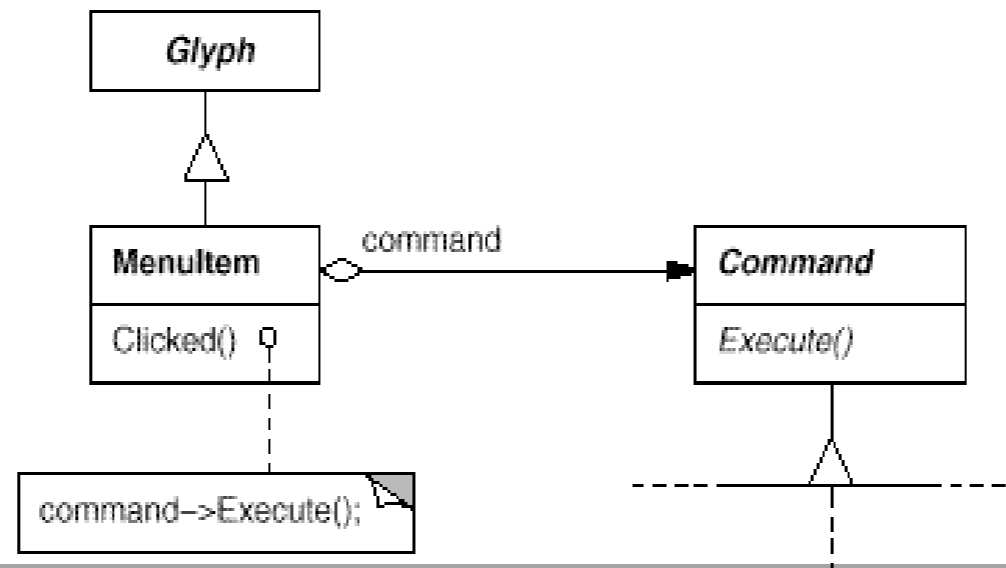 Glyph
MenuItem
command
Command
Clicked()
Execute()
command->Execute();